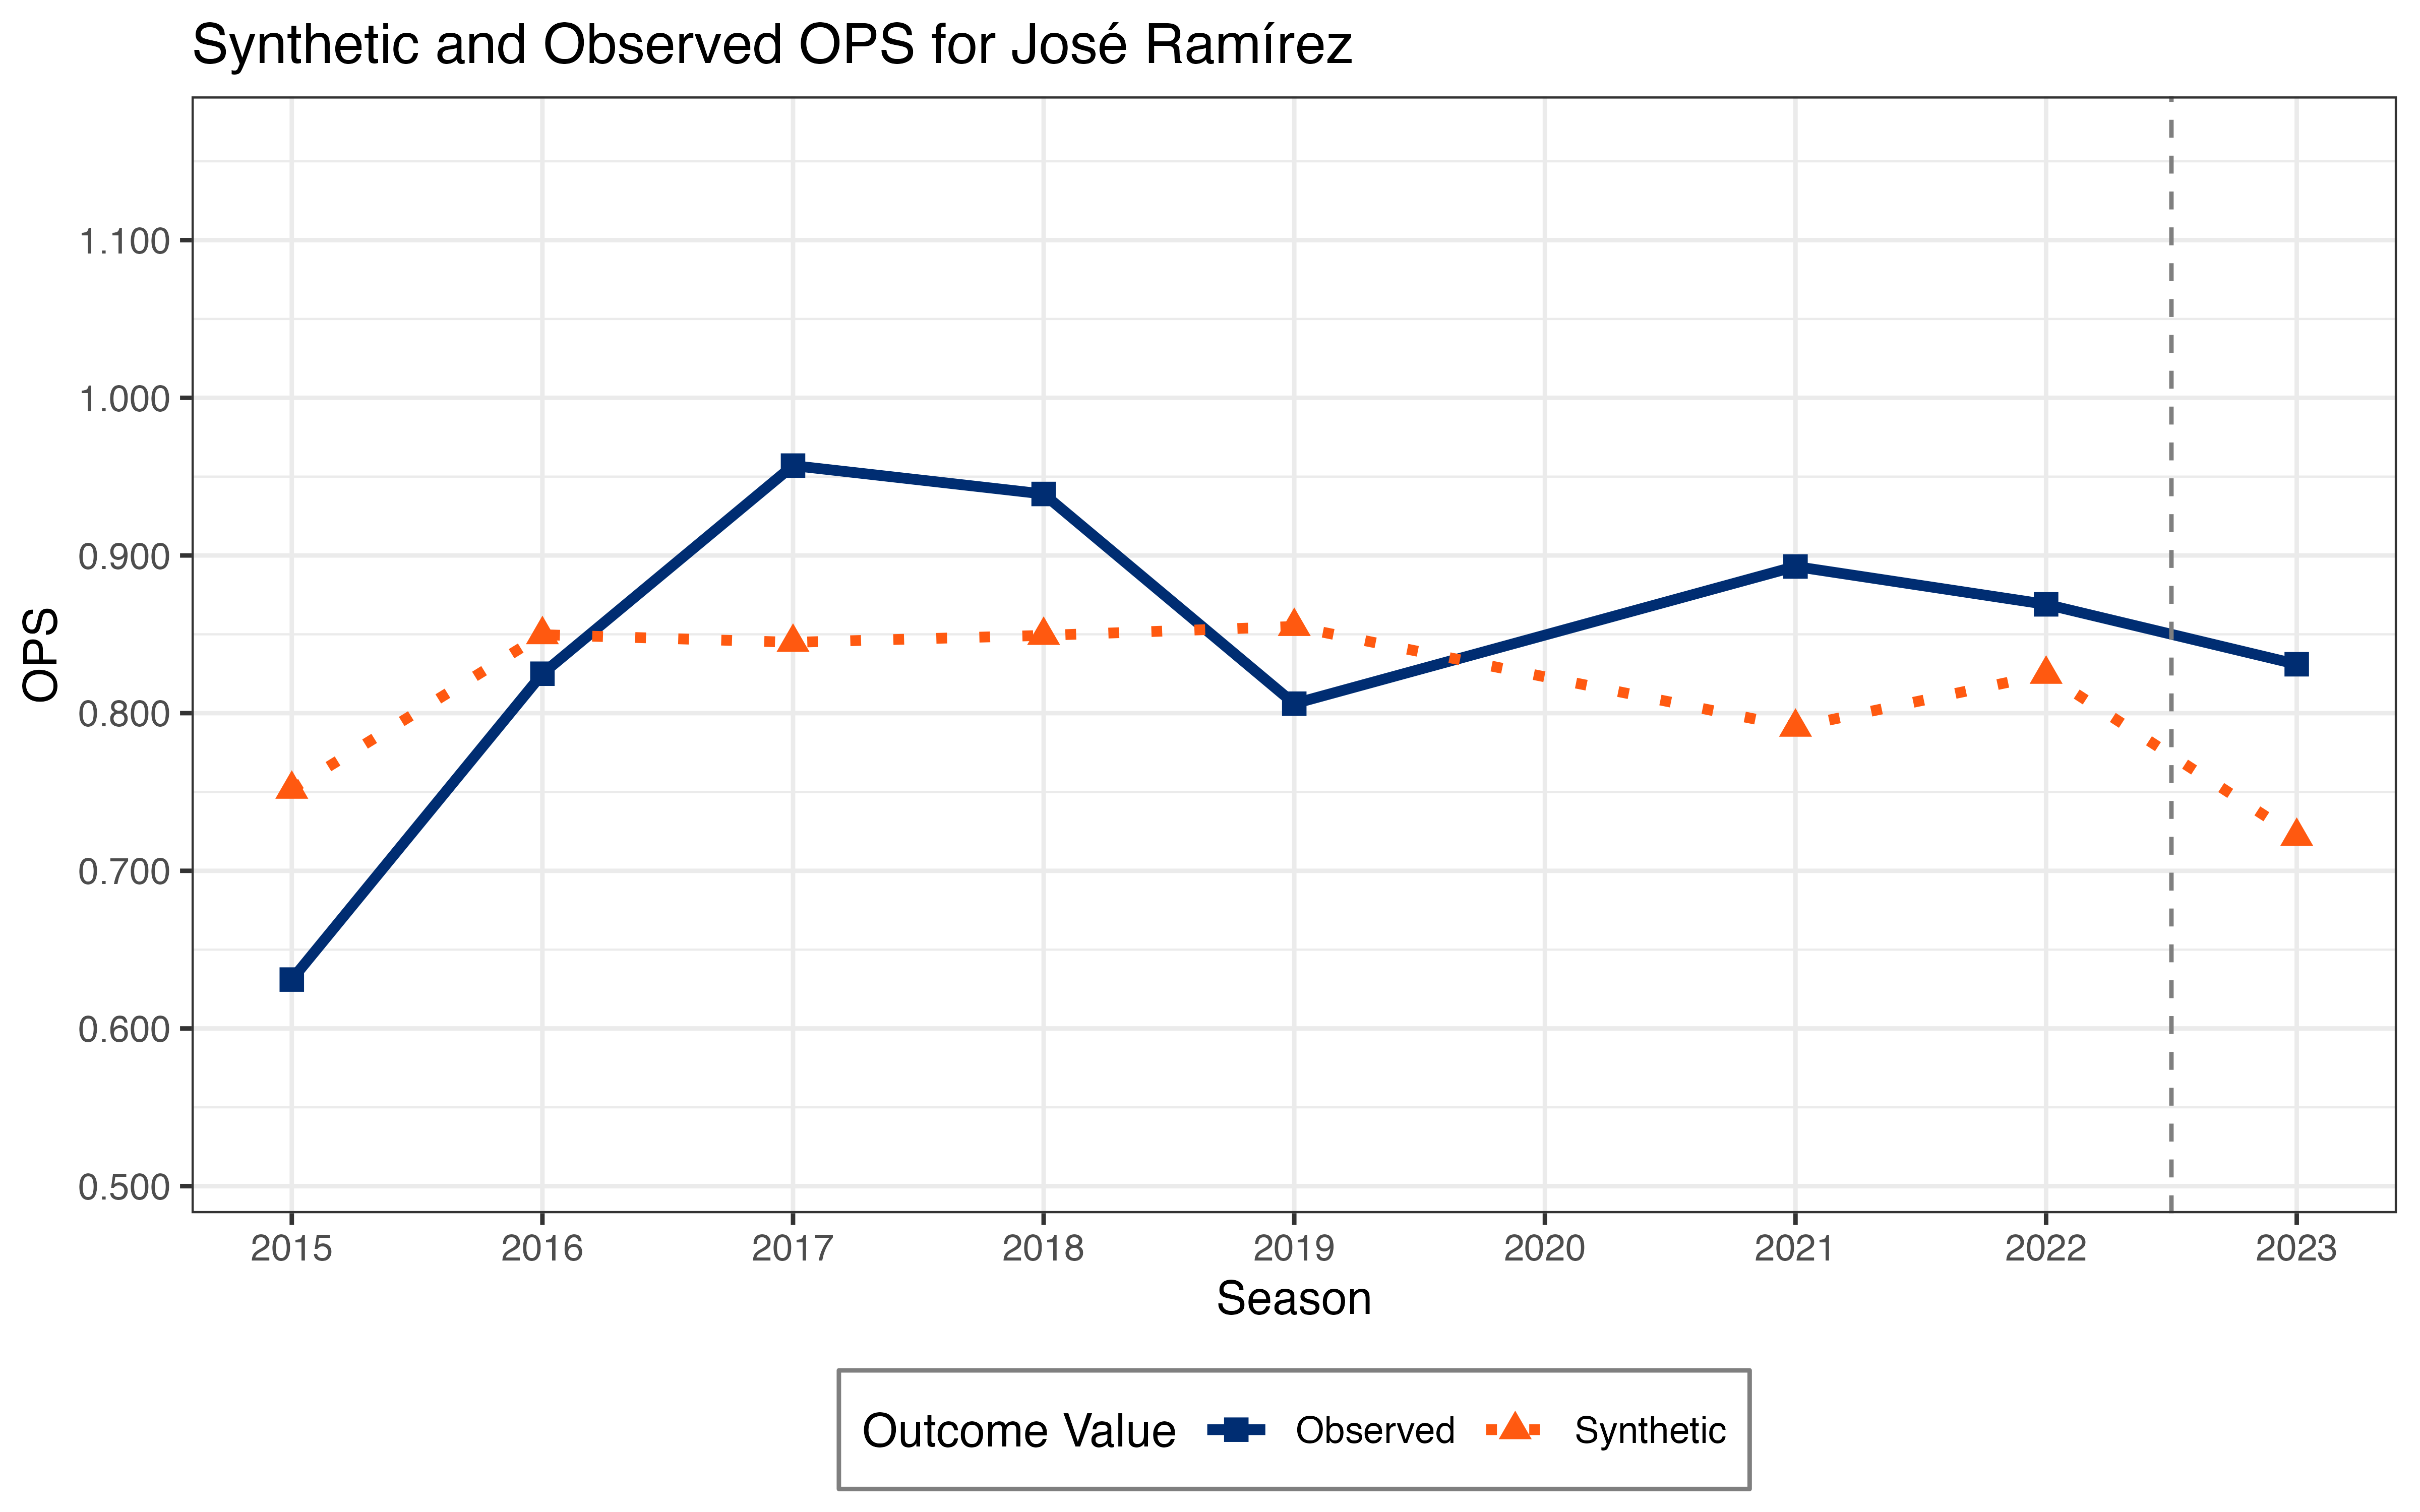 Synthetic and Observed OPS for José Ramírez
1.100
1.000
0.900
0.800
0.700
0.600
0.500
OPS
2015 2016 2017 2018 2019 2020 2021 2022 2023
Season
Outcome Value Observed Synthetic